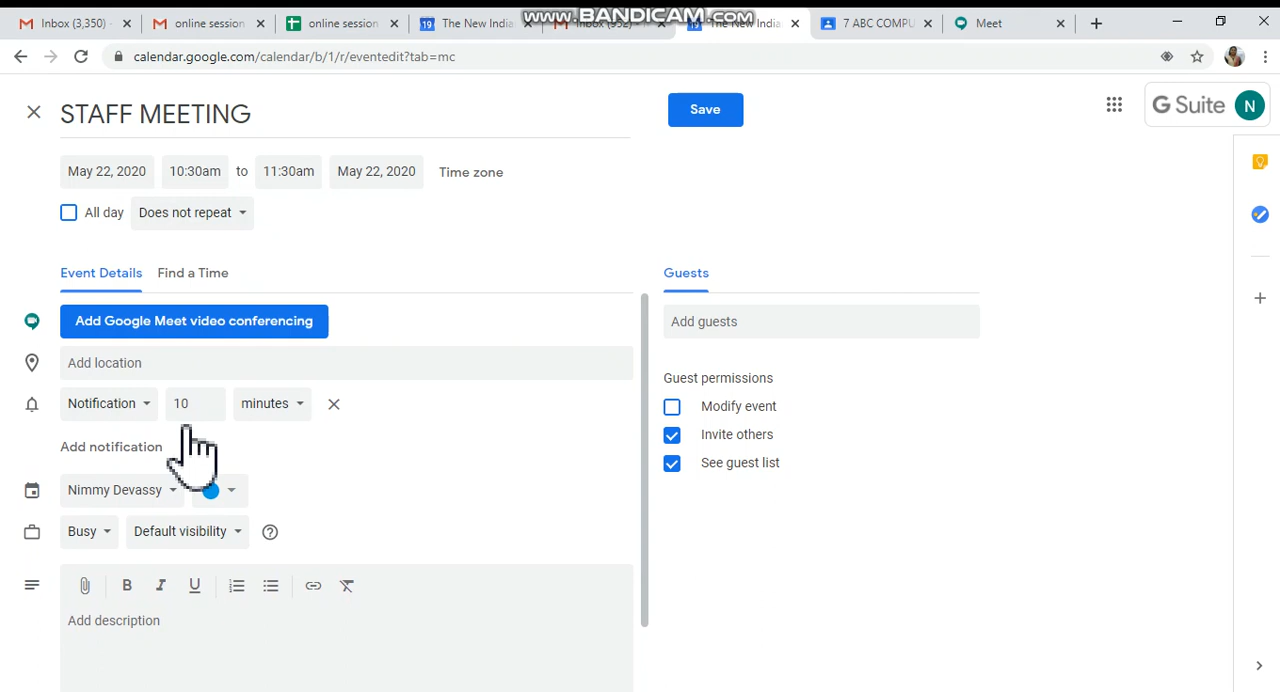 www.BANDICAM.com
Inbox (3,350)
online session
online session
The New India
Inbox (952)
The New India
7 ABC COMPU
Meet
calendar.google.com/calendar/b/1/r/eventedit?tab=mc
STAFF MEETING
Save
G Suite
N
May 22, 2020
10:30am
to
11:30am
May 22, 2020
Time zone
All day
Does not repeat
Event Details
Find a Time
Guests
Add Google Meet video conferencing
Add guests
Add location
Guest permissions
Notification
10
minutes
Modify event
Invite others
Add notification
See guest list
Nimmy Devassy
Busy
Default visibility
B
I
U
Add description